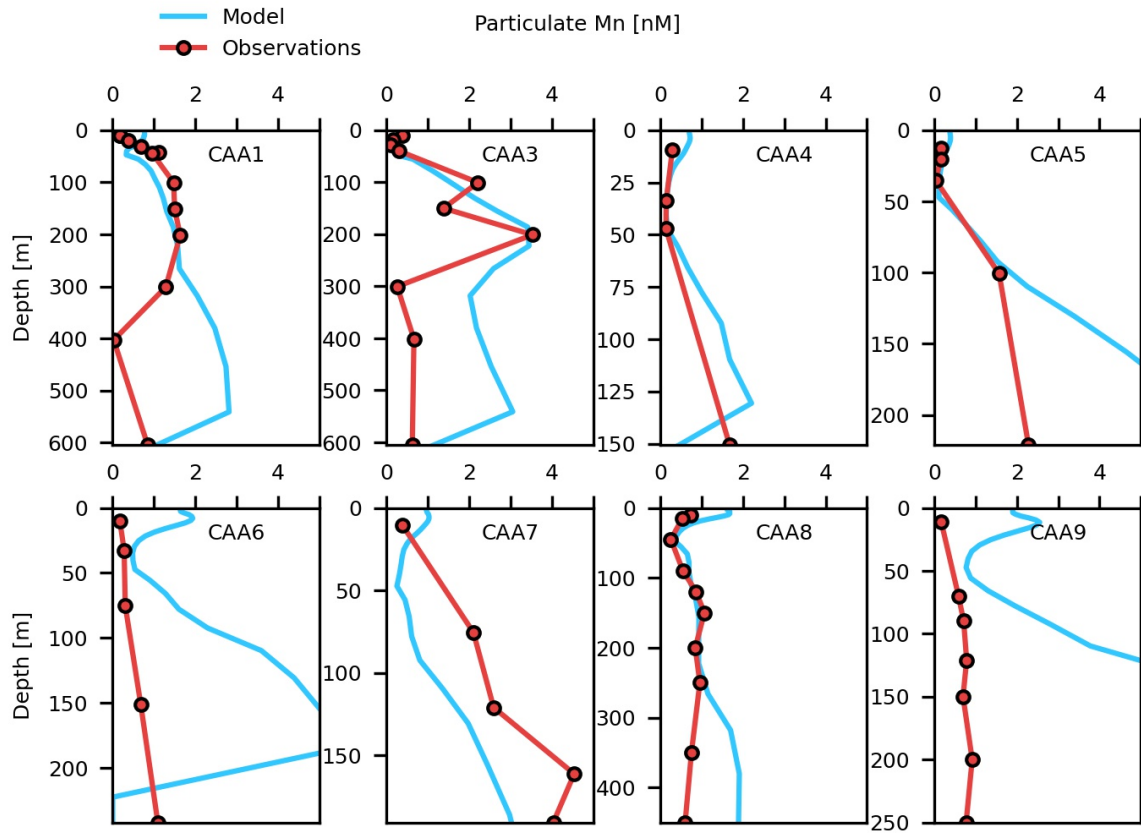 Model
Observations
Particulate Mn [nM]
0 2 4 0 2 4 0 2 4 0 2 4
CAA1 CAA3 CAA4 CAA5
0 100 200 300 400 500 600
0 100 200 300 400 500 600
0 25 50 75 100 125 150
0 50 100 150 200
Depth [m]
0 2 4 0 2 4 0 2 4 0 2 4
CAA6 CAA7 CAA8 CAA9
0 50 100 150 200
0 50 100 150
0 100 200 300 400
0 50 100 150 200 250
Depth [m]